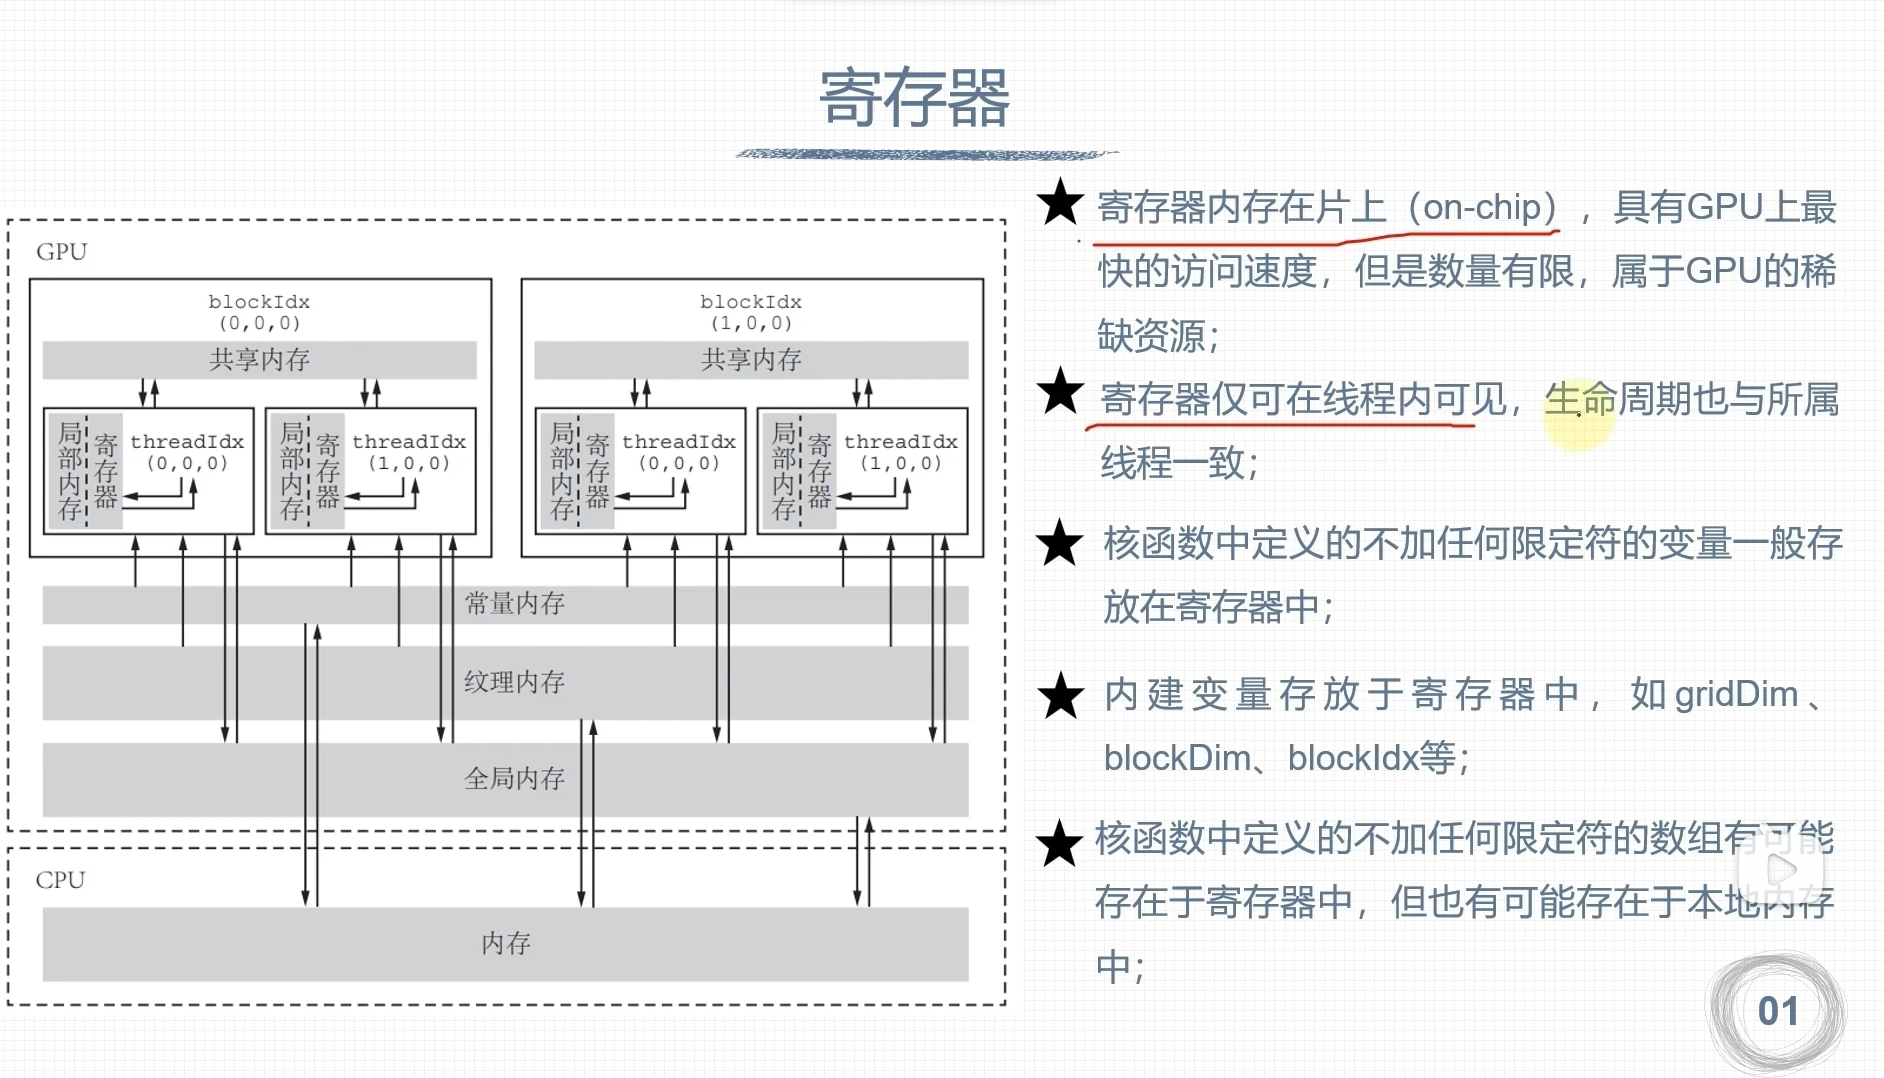 寄存器
GPU
blockIdx
(0,0,0)
共享内存
局部内存
寄存器
threadIdx
(0,0,0)
局部内存
寄存器
threadIdx
(1,0,0)
blockIdx
(1,0,0)
共享内存
局部内存
寄存器
threadIdx
(0,0,0)
局部内存
寄存器
threadIdx
(1,0,0)
常量内存
纹理内存
全局内存
CPU
内存
★ 寄存器内存在片上（on-chip），具有GPU上最
快的访问速度，但是数量有限，属于GPU的稀
缺资源；
★ 寄存器仅可在线程内可见，生命周期也与所属
线程一致；
★ 核函数中定义的不加任何限定符的变量一般存
放在寄存器中；
★ 内建变量存放于寄存器中，如gridDim、
blockDim、blockIdx等；
★ 核函数中定义的不加任何限定符的数组有可能
存在于寄存器中，但也有可能存在于本地内存
中；
01